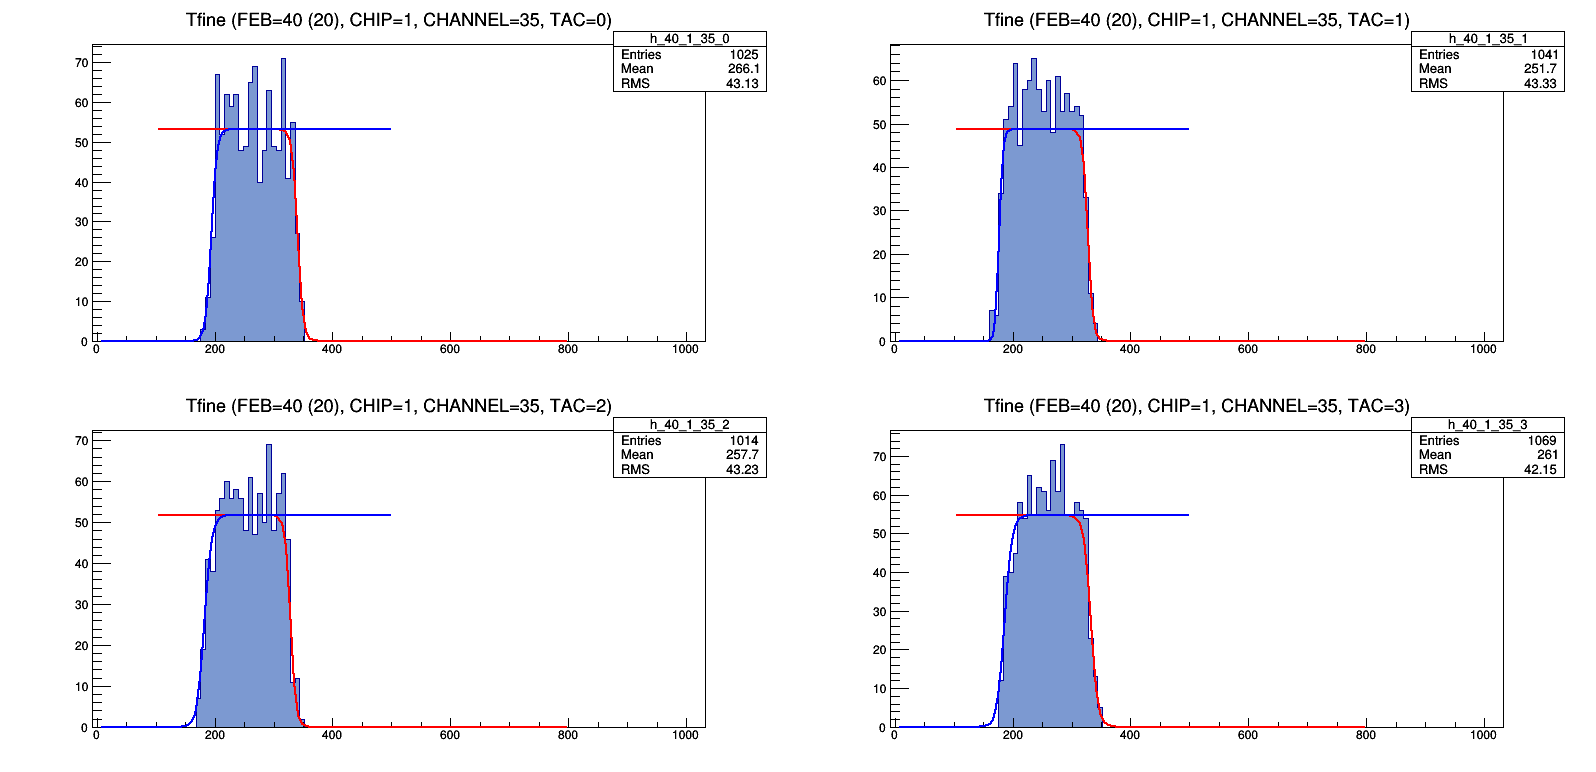 Tfine (FEB=40 (20), CHIP=1, CHANNEL=35, TAC=0)
h_40_1_35_0
Entries 1025
Mean 266.1
RMS 43.13
70
60
50
40
30
20
10
0
0 200 400 600 800 1000
Tfine (FEB=40 (20), CHIP=1, CHANNEL=35, TAC=1)
h_40_1_35_1
Entries 1041
Mean 251.7
RMS 43.33
60
50
40
30
20
10
0
0 200 400 600 800 1000
Tfine (FEB=40 (20), CHIP=1, CHANNEL=35, TAC=2)
h_40_1_35_2
Entries 1014
Mean 257.7
RMS 43.23
70
60
50
40
30
20
10
0
0 200 400 600 800 1000
Tfine (FEB=40 (20), CHIP=1, CHANNEL=35, TAC=3)
h_40_1_35_3
Entries 1069
Mean 261
RMS 42.15
70
60
50
40
30
20
10
0
0 200 400 600 800 1000